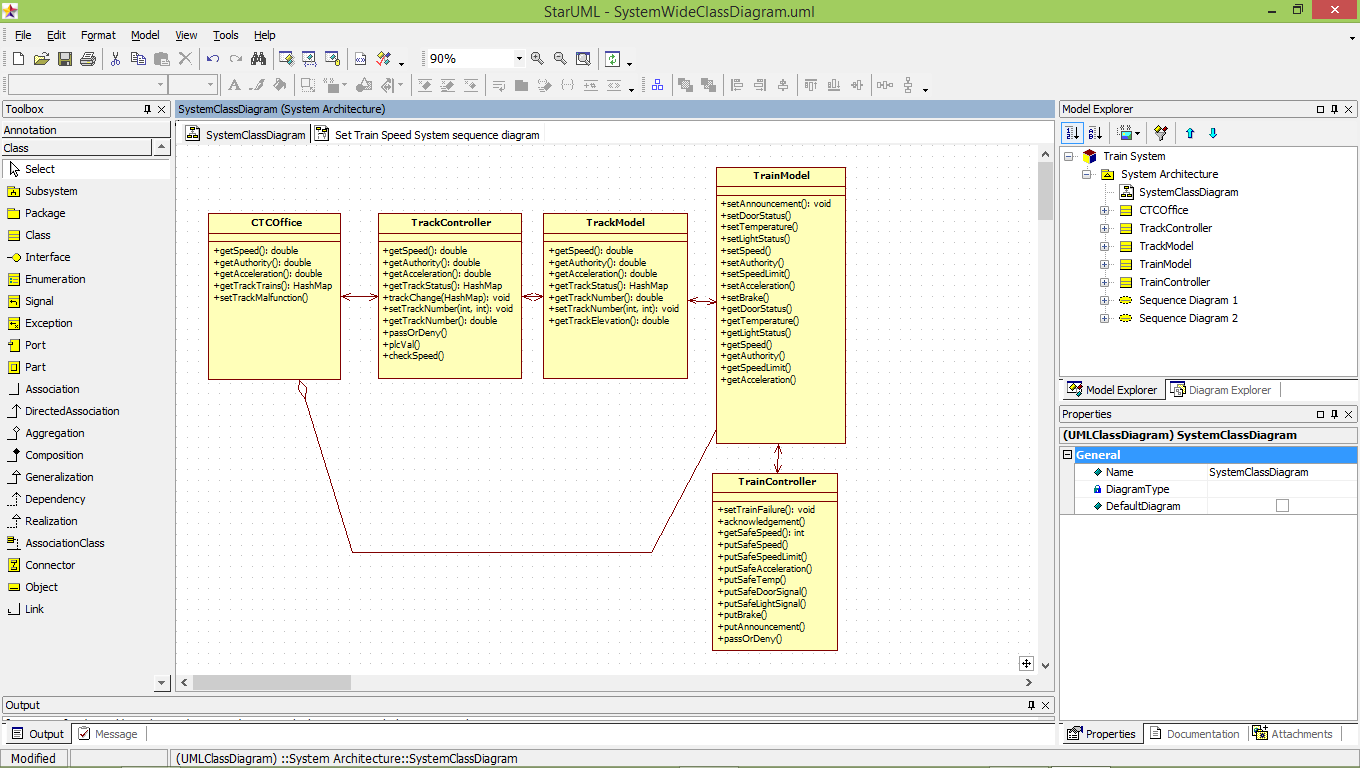 StarUML - SystemWideClassDiagram.uml
File Edit Format Model View Tools Help
90%
Toolbox
Annotation
Class
Select
Subsystem
Package
Class
Interface
Enumeration
Signal
Exception
Port
Part
Association
DirectedAssociation
Aggregation
Composition
Generalization
Dependency
Realization
AssociationClass
Connector
Object
Link
SystemClassDiagram (System Architecture)
SystemClassDiagram
Set Train Speed System sequence diagram
CTCOffice
+getSpeed(): double
+getAuthority(): double
+getAcceleration(): double
+getTrackTrains(): HashMap
+setTrackMalfunction()
TrackController
+getSpeed(): double
+getAuthority(): double
+getAcceleration(): double
+getTrackStatus(): HashMap
+trackChange(HashMap): void
+setTrackNumber(int, int): void
+getTrackNumber(): double
+passOrDeny()
+plcVal()
+checkSpeed()
TrackModel
+getSpeed(): double
+getAuthority(): double
+getAcceleration(): double
+getTrackStatus(): HashMap
+getTrackNumber(): double
+setTrackNumber(int, int): void
+getTrackElevation(): double
TrainModel
+setAnnouncement(): void
+setDoorStatus()
+setTemperature()
+setLightStatus()
+setSpeed()
+setAuthority()
+setSpeedLimit()
+setAcceleration()
+setBrake()
+getDoorStatus()
+getTemperature()
+getLightStatus()
+getSpeed()
+getAuthority()
+getSpeedLimit()
+getAcceleration()
TrainController
+setTrainFailure(): void
+acknowledgement()
+getSafeSpeed(): int
+putSafeSpeed()
+putSafeSpeedLimit()
+putSafeAcceleration()
+putSafeTemp()
+putSafeDoorSignal()
+putSafeLightSignal()
+putBrake()
+putAnnouncement()
+passOrDeny()
Model Explorer
Train System
System Architecture
SystemClassDiagram
CTCOffice
TrackController
TrackModel
TrainModel
TrainController
Sequence Diagram 1
Sequence Diagram 2
Model Explorer
Diagram Explorer
Properties
(UMLClassDiagram) SystemClassDiagram
General
Name SystemClassDiagram
DiagramType
DefaultDiagram
Properties
Documentation
Attachments
Output
Output
Message
Modified
(UMLClassDiagram) ::System Architecture::SystemClassDiagram